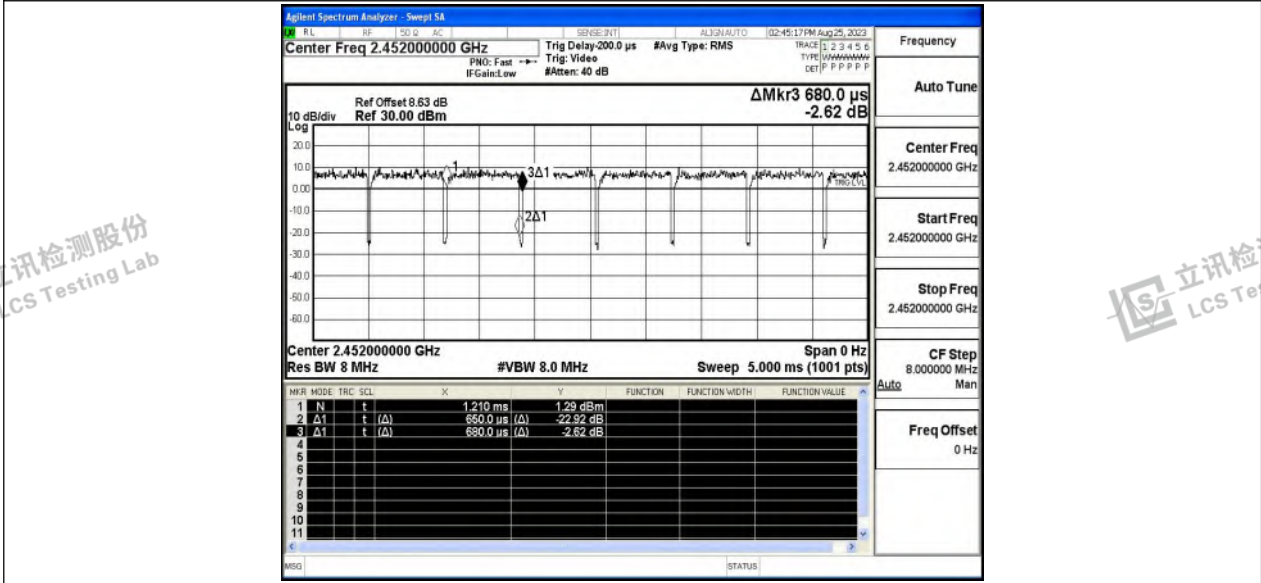 Agilent Spectrum Analyzer - Swept SA
RL RF 50 Ω AC SENSE:INT ALIGNAUTO 02:45:17 PM Aug 25, 2023
Center Freq 2.452000000 GHz
PNO: Fast
IFGain:Low
Trig Delay-200.0 µs
Trig: Video
#Atten: 40 dB
#Avg Type: RMS
TRACE 1 2 3 4 5 6
TYPE
DET P P P P P P
ΔMkr3 680.0 µs
-2.62 dB
Ref Offset 8.63 dB
10 dB/div Ref 30.00 dBm
Log
20.0
10.0
0.00
-10.0
-20.0
-30.0
-40.0
-50.0
-60.0
1
3Δ1
2Δ1
TRIG LVL
Center 2.452000000 GHz Span 0 Hz
Res BW 8 MHz #VBW 8.0 MHz Sweep 5.000 ms (1001 pts)
MKR MODE TRC SCL X Y FUNCTION FUNCTION WIDTH FUNCTION VALUE
1 N t 1.210 ms 1.29 dBm
2 Δ1 t (Δ) 650.0 µs (Δ) -22.92 dB
3 Δ1 t (Δ) 680.0 µs (Δ) -2.62 dB
4
5
6
7
8
9
10
11
MSG STATUS
Frequency
Auto Tune
Center Freq
2.452000000 GHz
Start Freq
2.452000000 GHz
Stop Freq
2.452000000 GHz
CF Step
8.000000 MHz
Auto Man
Freq Offset
0 Hz
立讯检测股份
LCS Testing Lab
立讯检
LCS Te